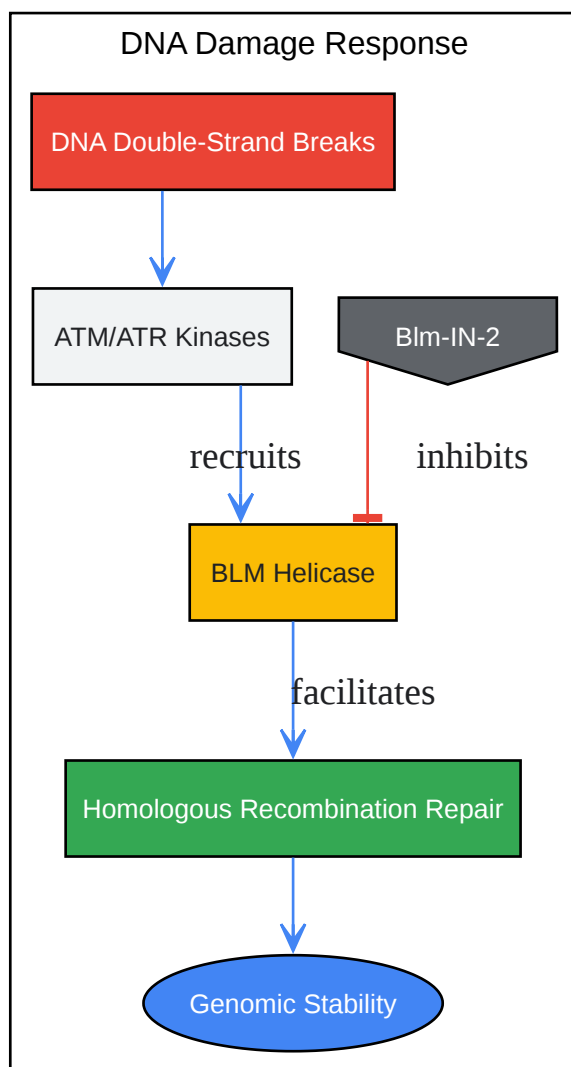 DNA Damage Response
DNA Double-Strand Breaks
ATM/ATR Kinases
Blm-IN-2
recruits
inhibits
BLM Helicase
facilitates
Homologous Recombination Repair
Genomic Stability